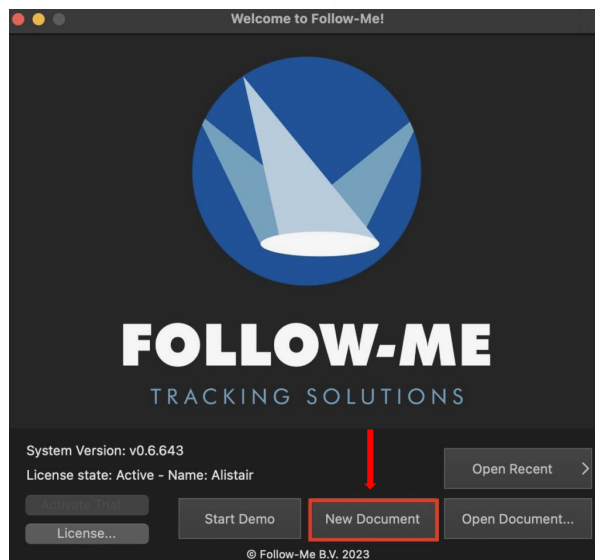 Welcome to Follow-Me!
FOLLOW-ME
TRACKING SOLUTIONS
System Version: v0.6.643
License state: Active - Name: Alistair
Open Recent
Activate Trial...
Start Demo
New Document
Open Document...
License...
© Follow-Me B.V. 2023